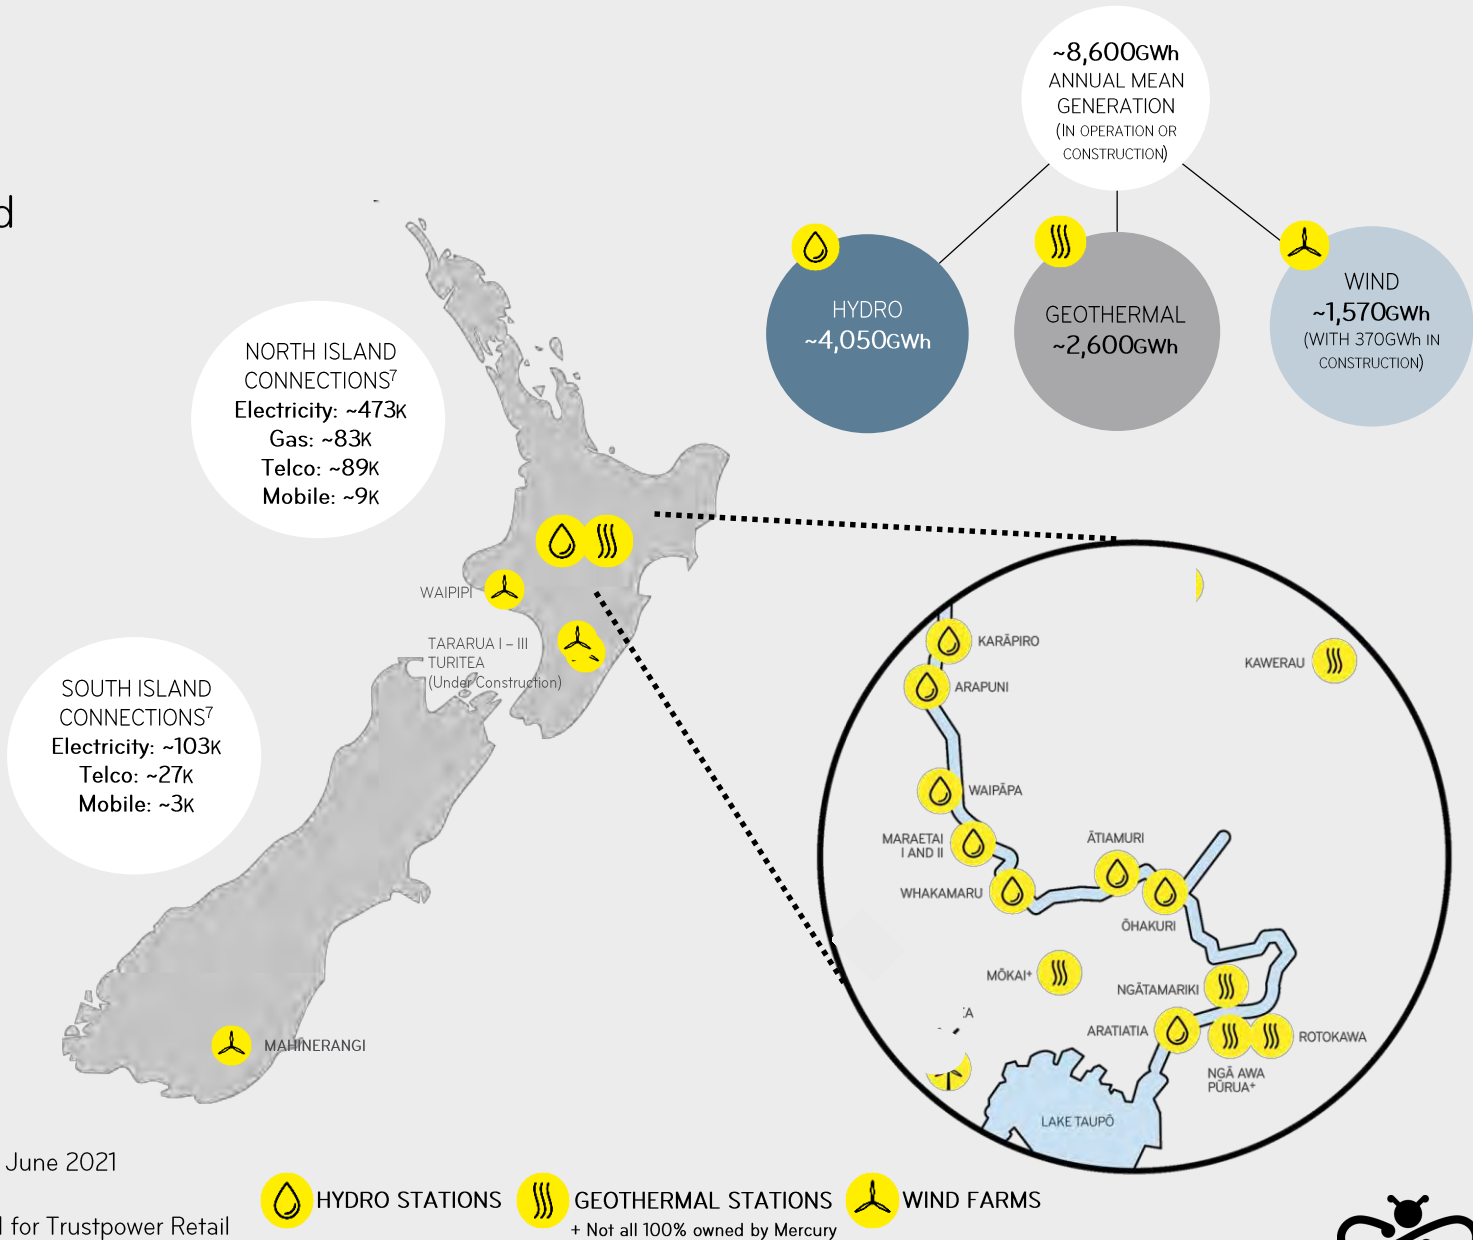 ~8,600GWh
ANNUAL MEAN
GENERATION
(IN OPERATION OR
CONSTRUCTION)
d
HYDRO
~4,050GWh
GEOTHERMAL
~2,600GWh
WIND
~1,570GWh
(WITH 370GWh IN
CONSTRUCTION)
NORTH ISLAND
CONNECTIONS⁷
Electricity: ~473K
Gas: ~83K
Telco: ~89K
Mobile: ~9K
WAIPIPI
TARARUA I – III
TURITEA
(Under Construction)
SOUTH ISLAND
CONNECTIONS⁷
Electricity: ~103K
Telco: ~27K
Mobile: ~3K
MAHINERANGI
KARĀPIRO
KAWERAU
ARAPUNI
WAIPĀPA
MARAETAI
I AND II
ĀTIAMURI
WHAKAMARU
ŌHAKURI
MŌKAI+
NGĀTAMARIKI
ARATIATIA
ROTOKAWA
NGĀ AWA
PŪRUA+
LAKE TAUPŌ
June 2021
HYDRO STATIONS
GEOTHERMAL STATIONS
WIND FARMS
+ Not all 100% owned by Mercury
for Trustpower Retail